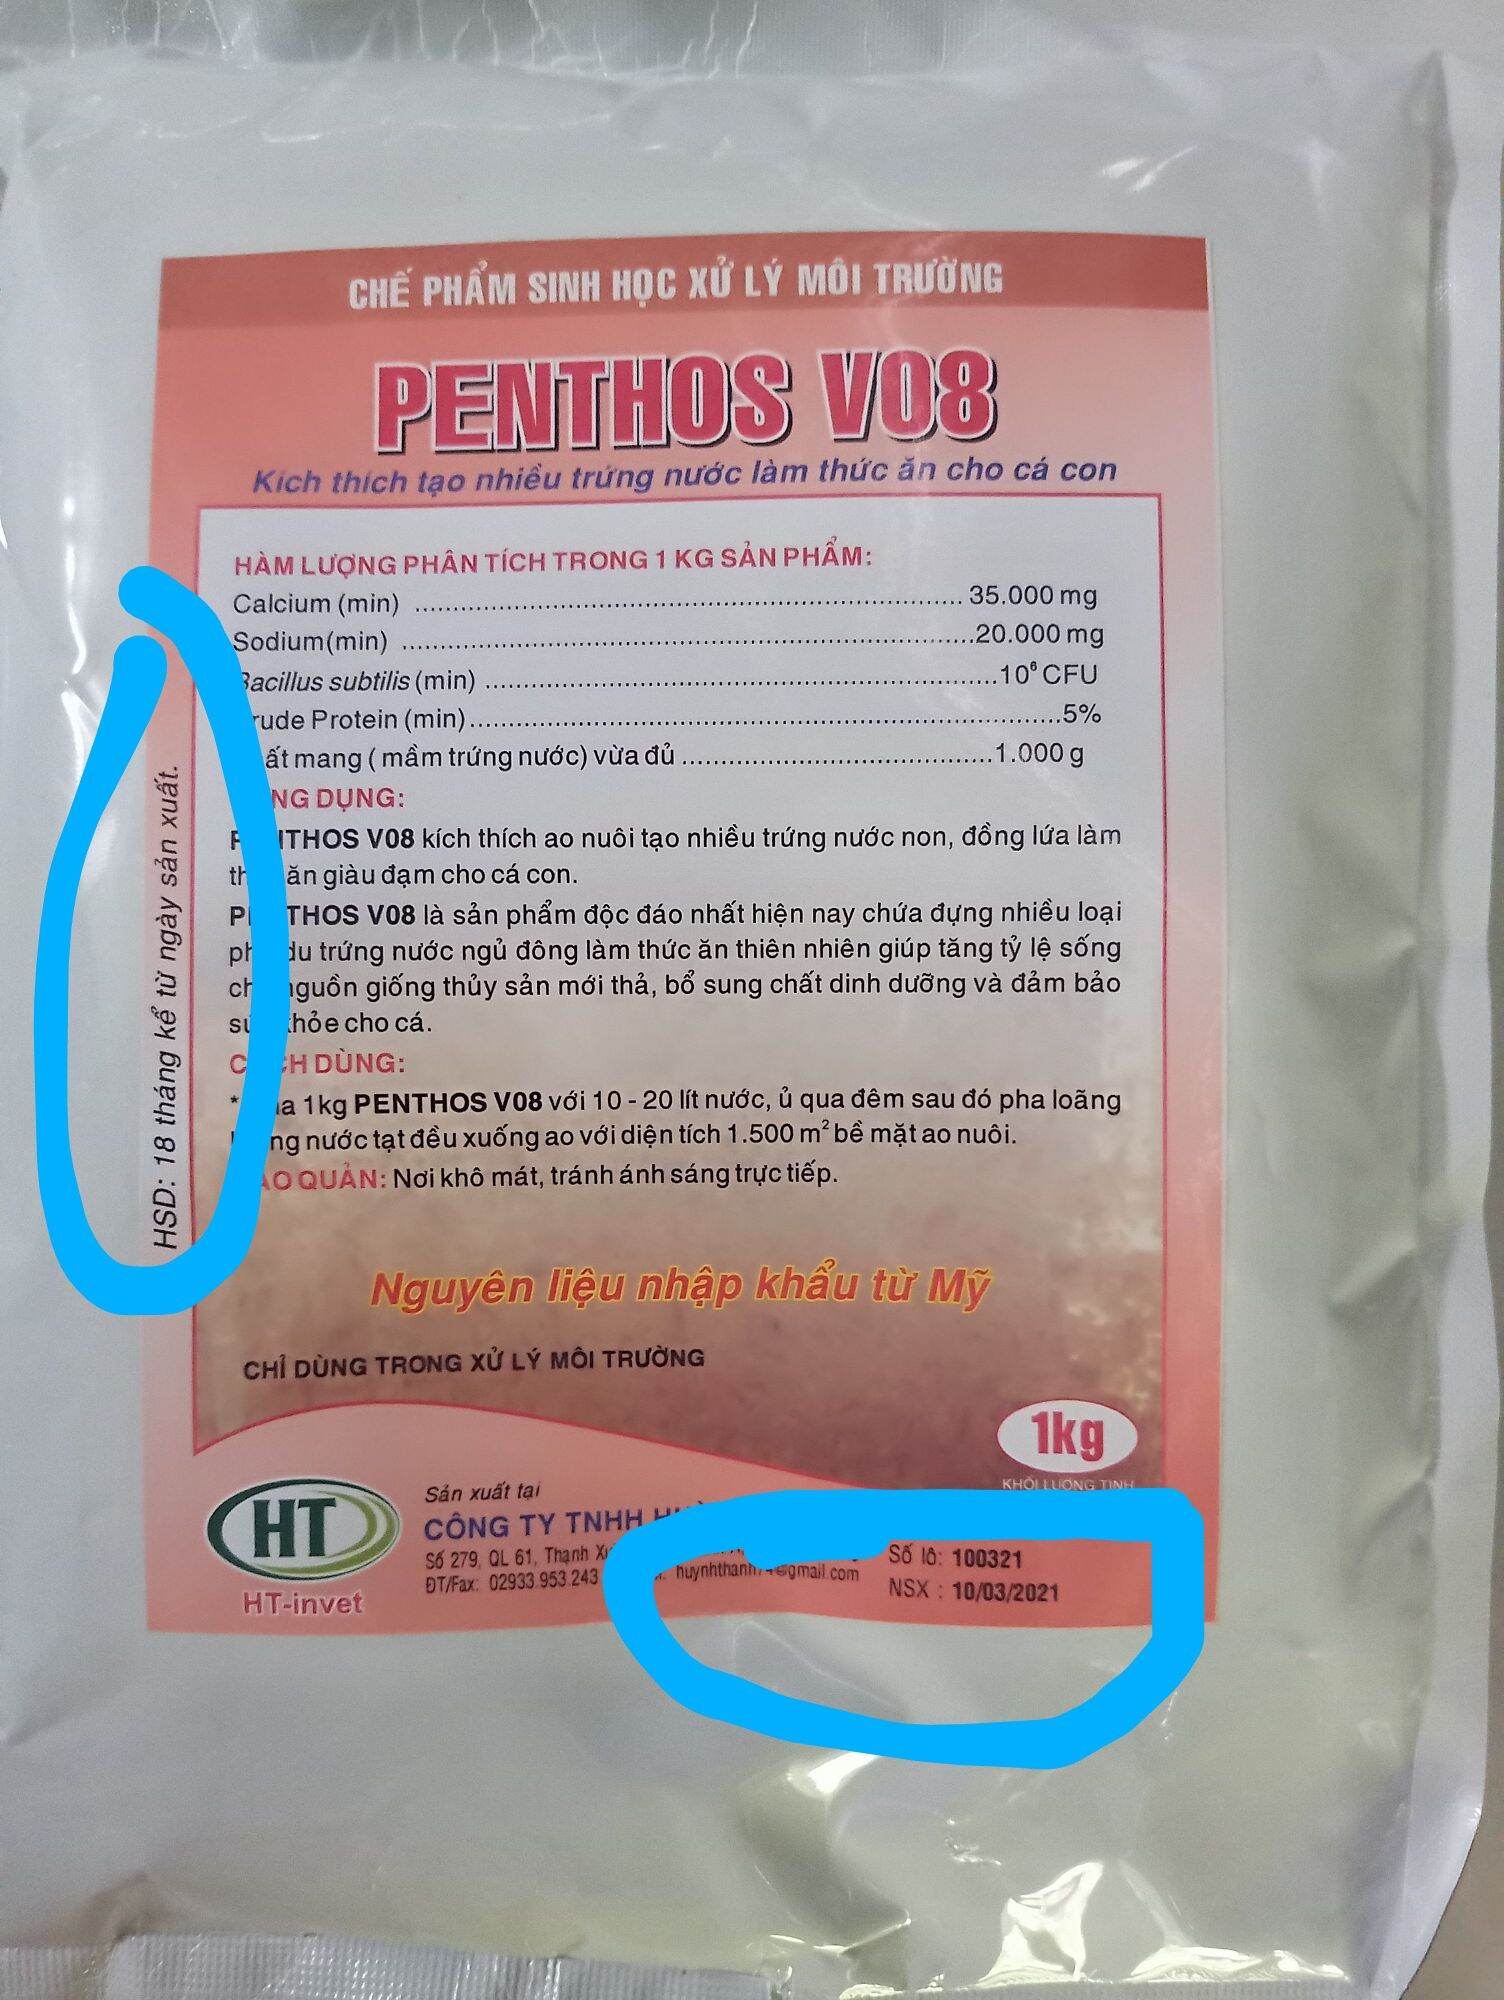 CHẾ PHẨM SINH HỌC XỬ LÝ MÔI TRƯỜNG
PENTHOS V08
Kích thích tạo nhiều trứng nước làm thức ăn cho cá con
HÀM LƯỢNG PHÂN TÍCH TRONG 1 KG SẢN PHẨM:
Calcium (min) ........ 35.000 mg
Sodium(min) ........20.000 mg
Bacillus subtilis (min) ........10⁶ CFU
Protein (min)........5%
mang ( mầm trứng nước) vừa đủ ........1.000 g
DỤNG:
PENTHOS V08 kích thích ao nuôi tạo nhiều trứng nước non, đồng lứa làm
ăn giàu đạm cho cá con.
PENTHOS V08 là sản phẩm độc đáo nhất hiện nay chứa đựng nhiều loại
du trứng nước ngủ đông làm thức ăn thiên nhiên giúp tăng tỷ lệ sống
nguồn giống thủy sản mới thả, bổ sung chất dinh dưỡng và đảm bảo
khỏe cho cá.
DÙNG:
* 1kg PENTHOS V08 với 10 - 20 lít nước, ủ qua đêm sau đó pha loãng
nước tạt đều xuống ao với diện tích 1.500 m² bề mặt ao nuôi.
QUẢN: Nơi khô mát, tránh ánh sáng trực tiếp.
HSD: 18 tháng kể từ ngày sản xuất.
Nguyên liệu nhập khẩu từ Mỹ
CHỈ DÙNG TRONG XỬ LÝ MÔI TRƯỜNG
1kg
KHỐI LƯỢNG TỊNH
HT
HT-invet
Sản xuất tại
CÔNG TY TNHH
Số 279, QL 61, Thạnh
ĐT/Fax: 02933.953.243
Số lô: 100321
NSX : 10/03/2021